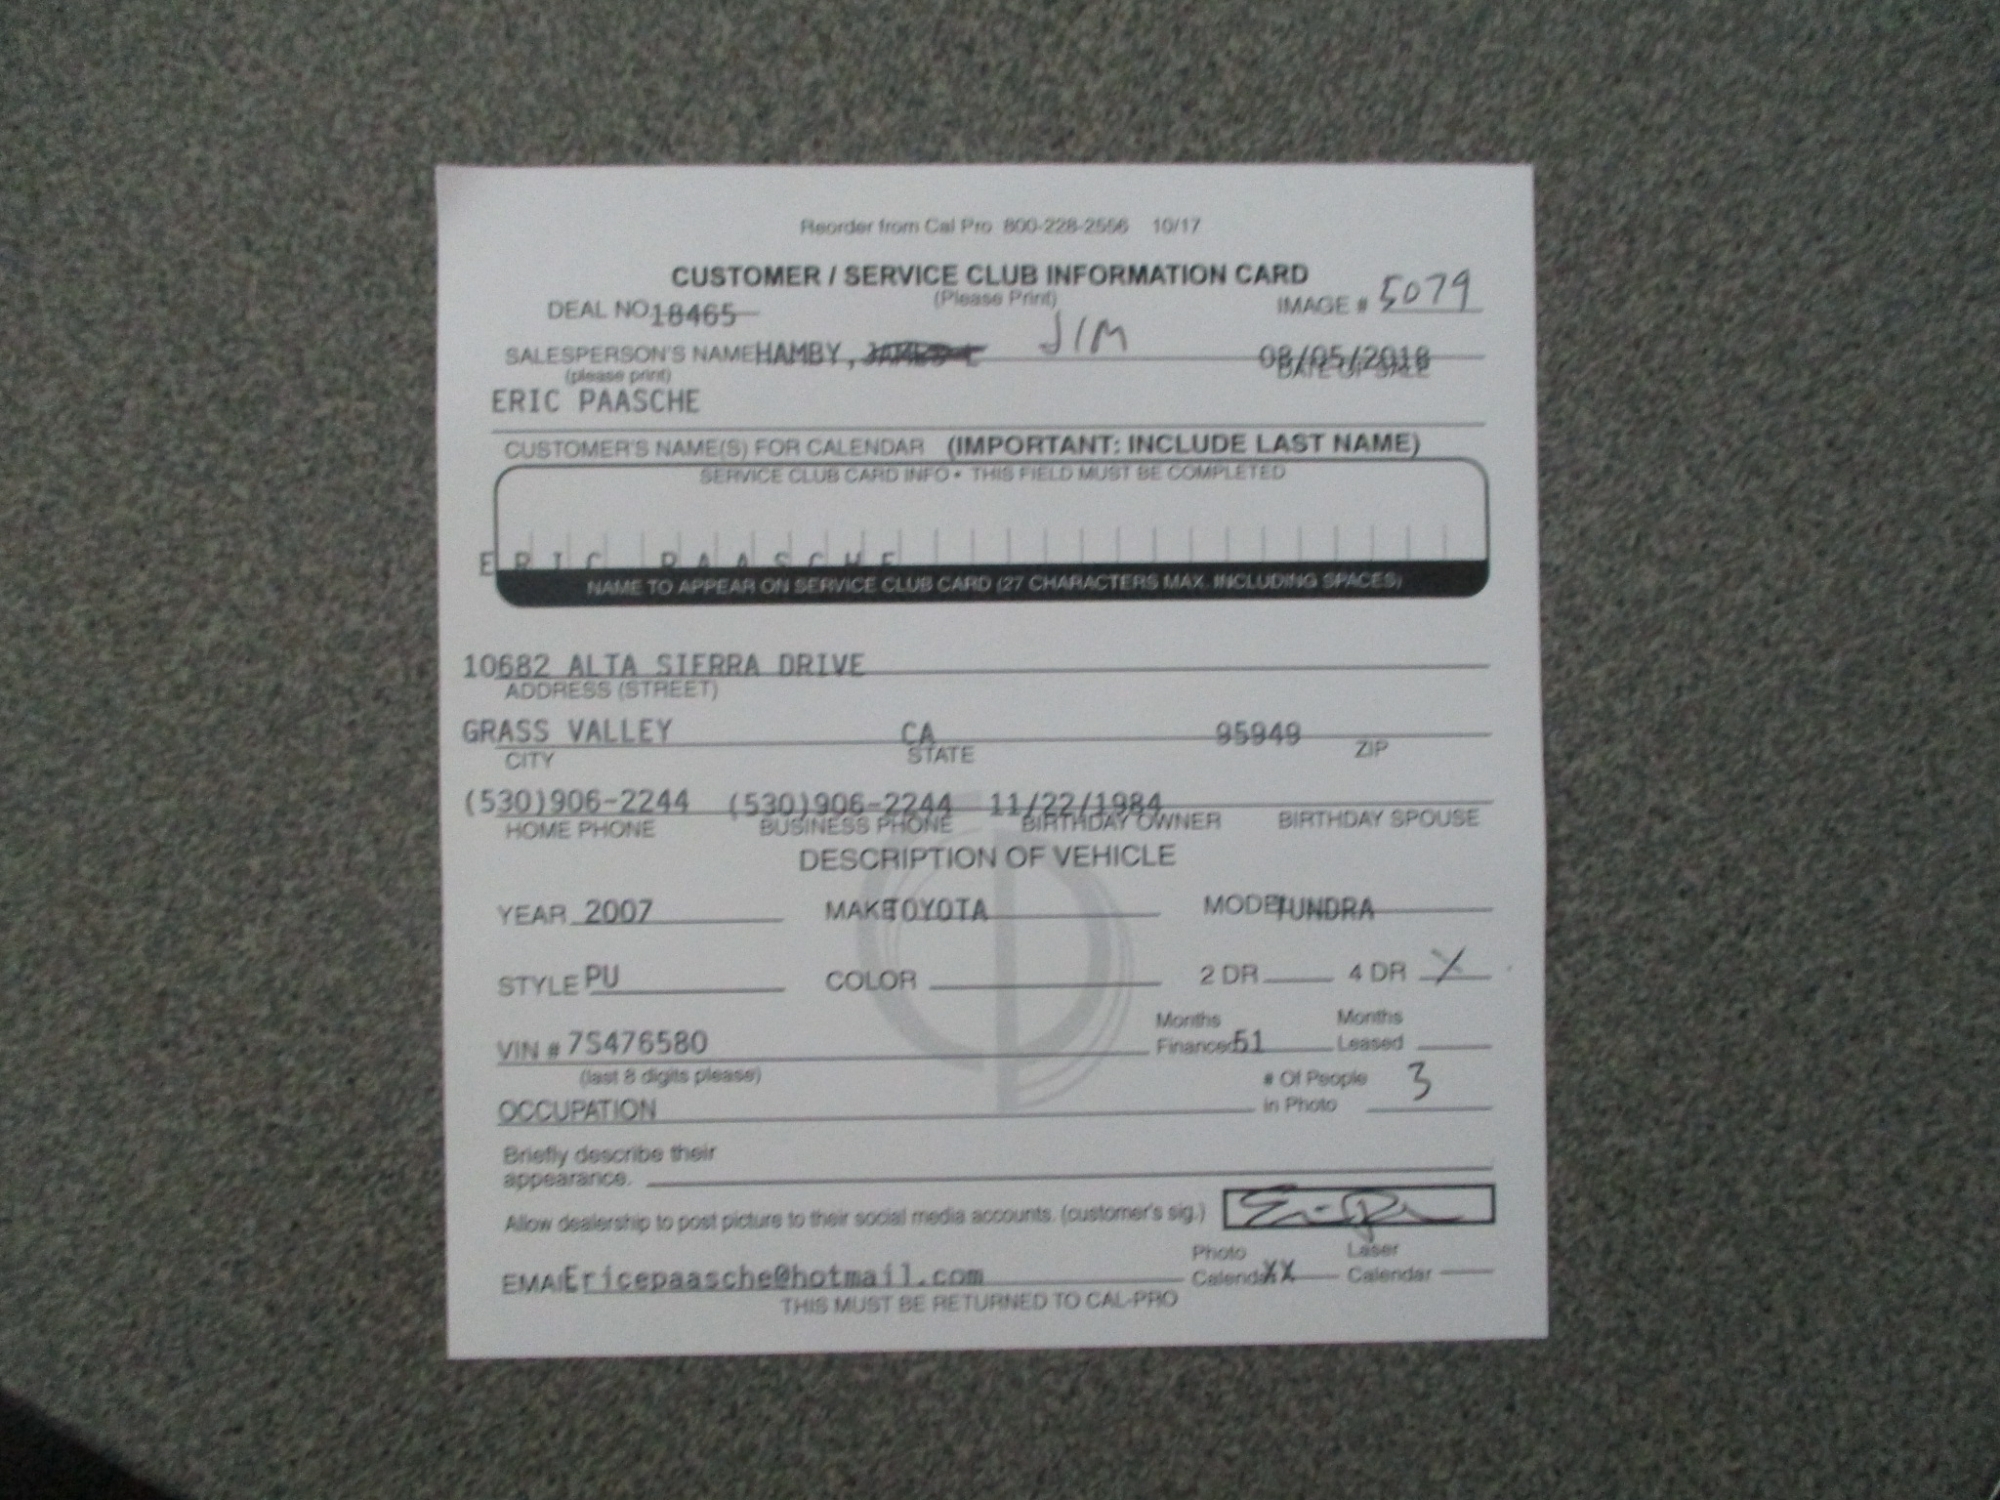 Reorder from Cal Pro 800-228-2556 10/17
CUSTOMER / SERVICE CLUB INFORMATION CARD
(Please Print)
DEAL NO 18465 IMAGE # 5079
SALESPERSON'S NAME HAMBY, JIM 08/05/2018
(please print) DATE OF SALE
ERIC PAASCHE
CUSTOMER'S NAME(S) FOR CALENDAR (IMPORTANT: INCLUDE LAST NAME)
SERVICE CLUB CARD INFO • THIS FIELD MUST BE COMPLETED
ERIC PAASCHE
NAME TO APPEAR ON SERVICE CLUB CARD (27 CHARACTERS MAX. INCLUDING SPACES)
10682 ALTA SIERRA DRIVE
ADDRESS (STREET)
GRASS VALLEY CA 95949
CITY STATE ZIP
(530)906-2244 (530)906-2244 11/22/1984
HOME PHONE BUSINESS PHONE BIRTHDAY OWNER BIRTHDAY SPOUSE
DESCRIPTION OF VEHICLE
YEAR 2007 MAKE TOYOTA MODEL TUNDRA
STYLE PU COLOR 2 DR 4 DR X
Months Months
VIN # 7S476580 Financed 51 Leased
(last 8 digits please) # Of People 3
OCCUPATION in Photo
Briefly describe their
appearance.
Allow dealership to post picture to their social media accounts. (customer's sig.)
Photo Laser
EMAIL Ericepaasche@hotmail.com Calendar XX Calendar
THIS MUST BE RETURNED TO CAL-PRO